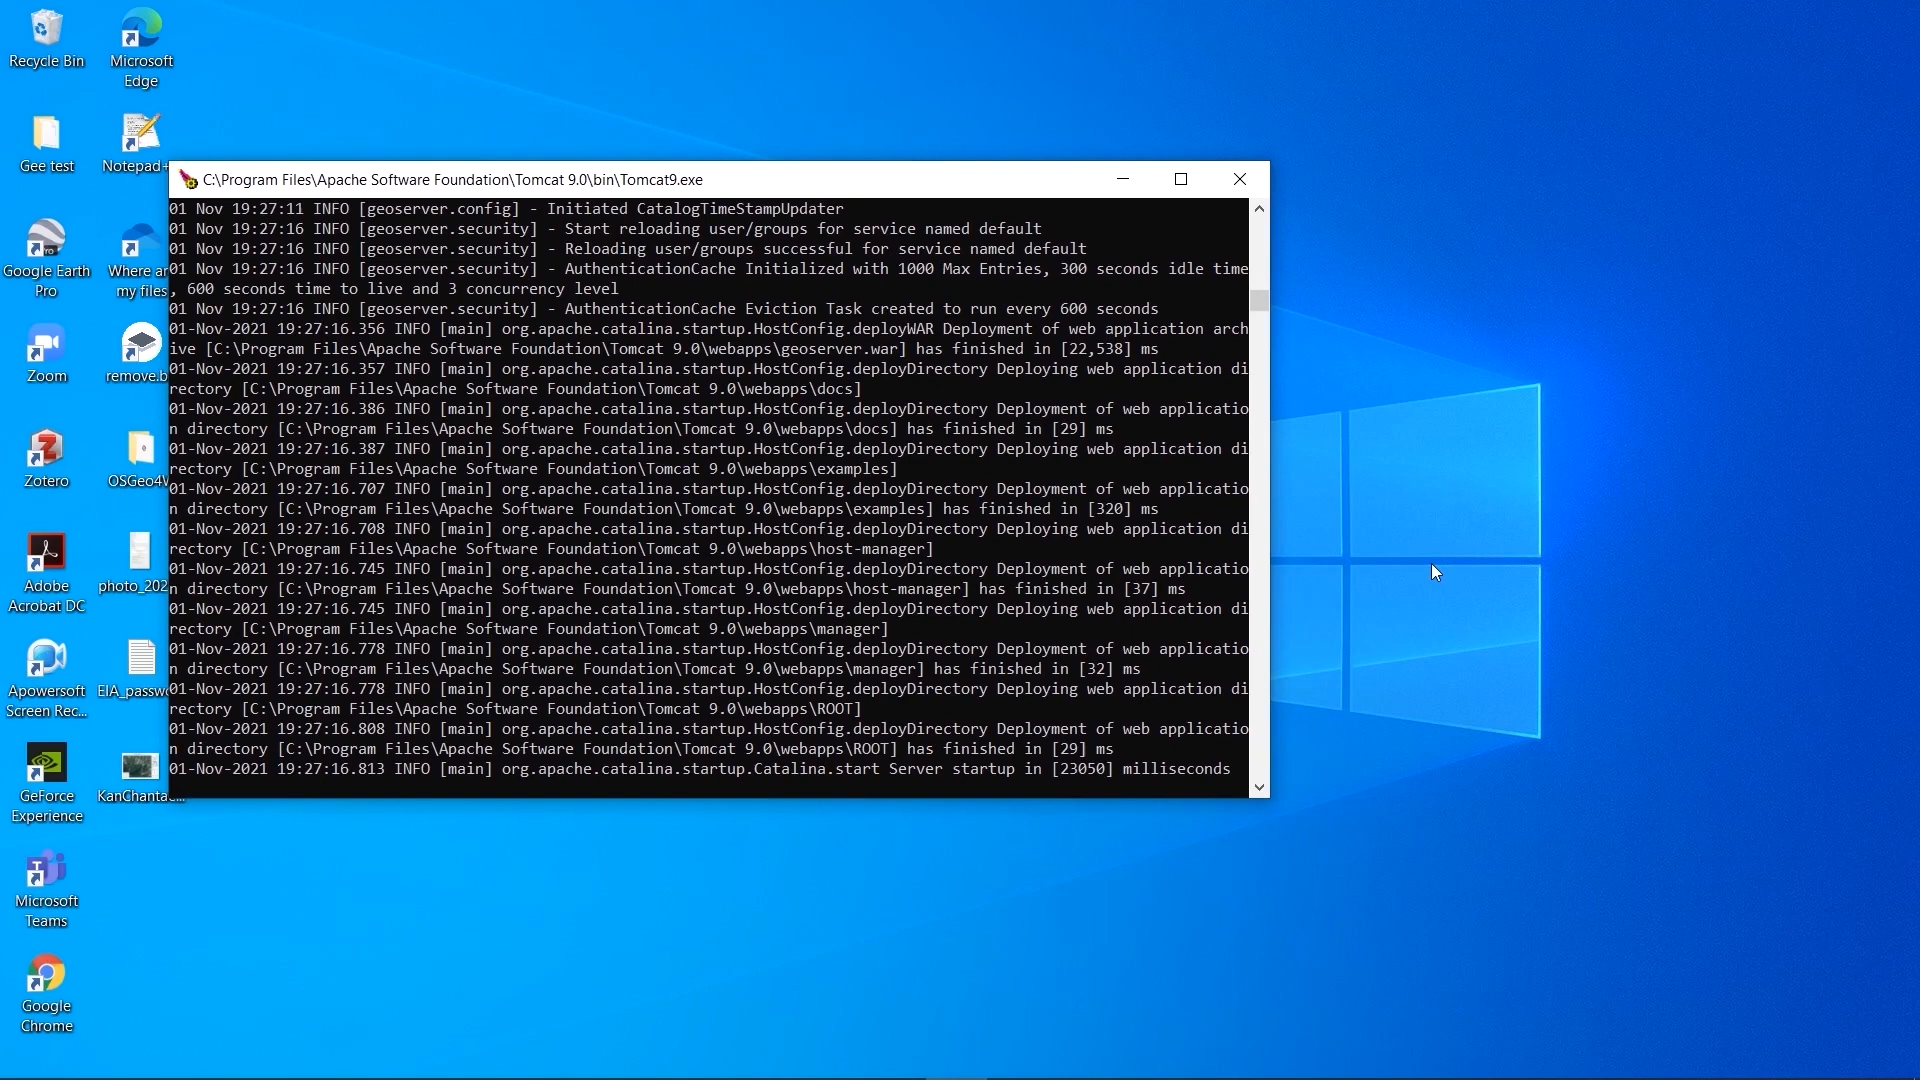 Recycle Bin
Microsoft
Edge
Gee test
Notepad+
Google Earth
Pro
Where ar
my files
Zoom
remove.b
Zotero
OSGeo4W
Adobe
Acrobat DC
photo_202
Apowersoft
Screen Rec...
EIA_passwo
GeForce
Experience
KanChantac...
Microsoft
Teams
Google
Chrome
C:\Program Files\Apache Software Foundation\Tomcat 9.0\bin\Tomcat9.exe
01 Nov 19:27:11 INFO [geoserver.config] - Initiated CatalogTimeStampUpdater
01 Nov 19:27:16 INFO [geoserver.security] - Start reloading user/groups for service named default
01 Nov 19:27:16 INFO [geoserver.security] - Reloading user/groups successful for service named default
01 Nov 19:27:16 INFO [geoserver.security] - AuthenticationCache Initialized with 1000 Max Entries, 300 seconds idle time
, 600 seconds time to live and 3 concurrency level
01 Nov 19:27:16 INFO [geoserver.security] - AuthenticationCache Eviction Task created to run every 600 seconds
01-Nov-2021 19:27:16.356 INFO [main] org.apache.catalina.startup.HostConfig.deployWAR Deployment of web application arch
ive [C:\Program Files\Apache Software Foundation\Tomcat 9.0\webapps\geoserver.war] has finished in [22,538] ms
01-Nov-2021 19:27:16.357 INFO [main] org.apache.catalina.startup.HostConfig.deployDirectory Deploying web application di
rectory [C:\Program Files\Apache Software Foundation\Tomcat 9.0\webapps\docs]
01-Nov-2021 19:27:16.386 INFO [main] org.apache.catalina.startup.HostConfig.deployDirectory Deployment of web applicatio
n directory [C:\Program Files\Apache Software Foundation\Tomcat 9.0\webapps\docs] has finished in [29] ms
01-Nov-2021 19:27:16.387 INFO [main] org.apache.catalina.startup.HostConfig.deployDirectory Deploying web application di
rectory [C:\Program Files\Apache Software Foundation\Tomcat 9.0\webapps\examples]
01-Nov-2021 19:27:16.707 INFO [main] org.apache.catalina.startup.HostConfig.deployDirectory Deployment of web applicatio
n directory [C:\Program Files\Apache Software Foundation\Tomcat 9.0\webapps\examples] has finished in [320] ms
01-Nov-2021 19:27:16.708 INFO [main] org.apache.catalina.startup.HostConfig.deployDirectory Deploying web application di
rectory [C:\Program Files\Apache Software Foundation\Tomcat 9.0\webapps\host-manager]
01-Nov-2021 19:27:16.745 INFO [main] org.apache.catalina.startup.HostConfig.deployDirectory Deployment of web applicatio
n directory [C:\Program Files\Apache Software Foundation\Tomcat 9.0\webapps\host-manager] has finished in [37] ms
01-Nov-2021 19:27:16.745 INFO [main] org.apache.catalina.startup.HostConfig.deployDirectory Deploying web application di
rectory [C:\Program Files\Apache Software Foundation\Tomcat 9.0\webapps\manager]
01-Nov-2021 19:27:16.778 INFO [main] org.apache.catalina.startup.HostConfig.deployDirectory Deployment of web applicatio
n directory [C:\Program Files\Apache Software Foundation\Tomcat 9.0\webapps\manager] has finished in [32] ms
01-Nov-2021 19:27:16.778 INFO [main] org.apache.catalina.startup.HostConfig.deployDirectory Deploying web application di
rectory [C:\Program Files\Apache Software Foundation\Tomcat 9.0\webapps\ROOT]
01-Nov-2021 19:27:16.808 INFO [main] org.apache.catalina.startup.HostConfig.deployDirectory Deployment of web applicatio
n directory [C:\Program Files\Apache Software Foundation\Tomcat 9.0\webapps\ROOT] has finished in [29] ms
01-Nov-2021 19:27:16.813 INFO [main] org.apache.catalina.startup.Catalina.start Server startup in [23050] milliseconds